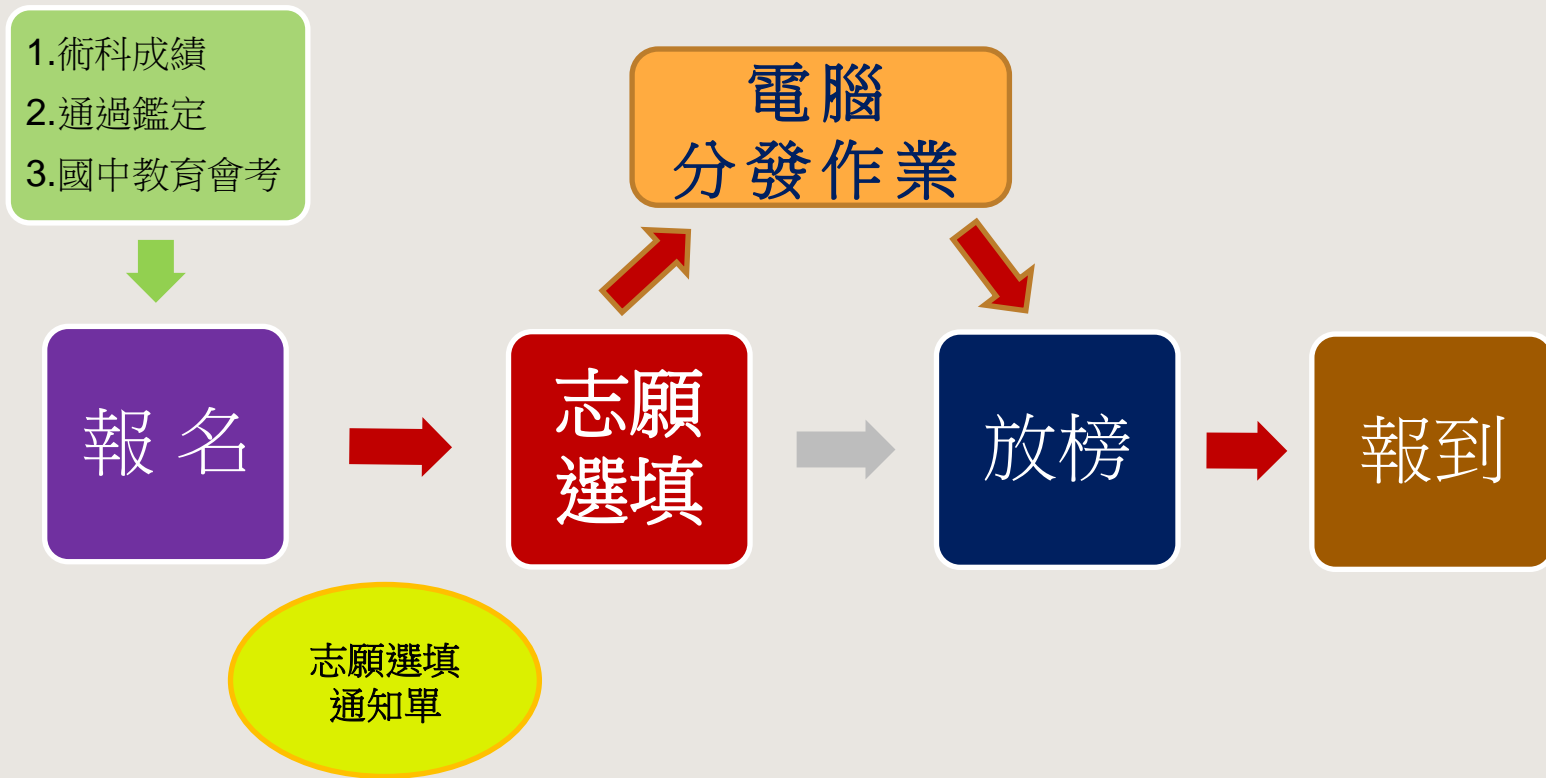 1.術科成績
2.通過鑑定
3.國中教育會考
電腦
分發作業
報 名
志願
選填
放榜
報到
志願選填
通知單